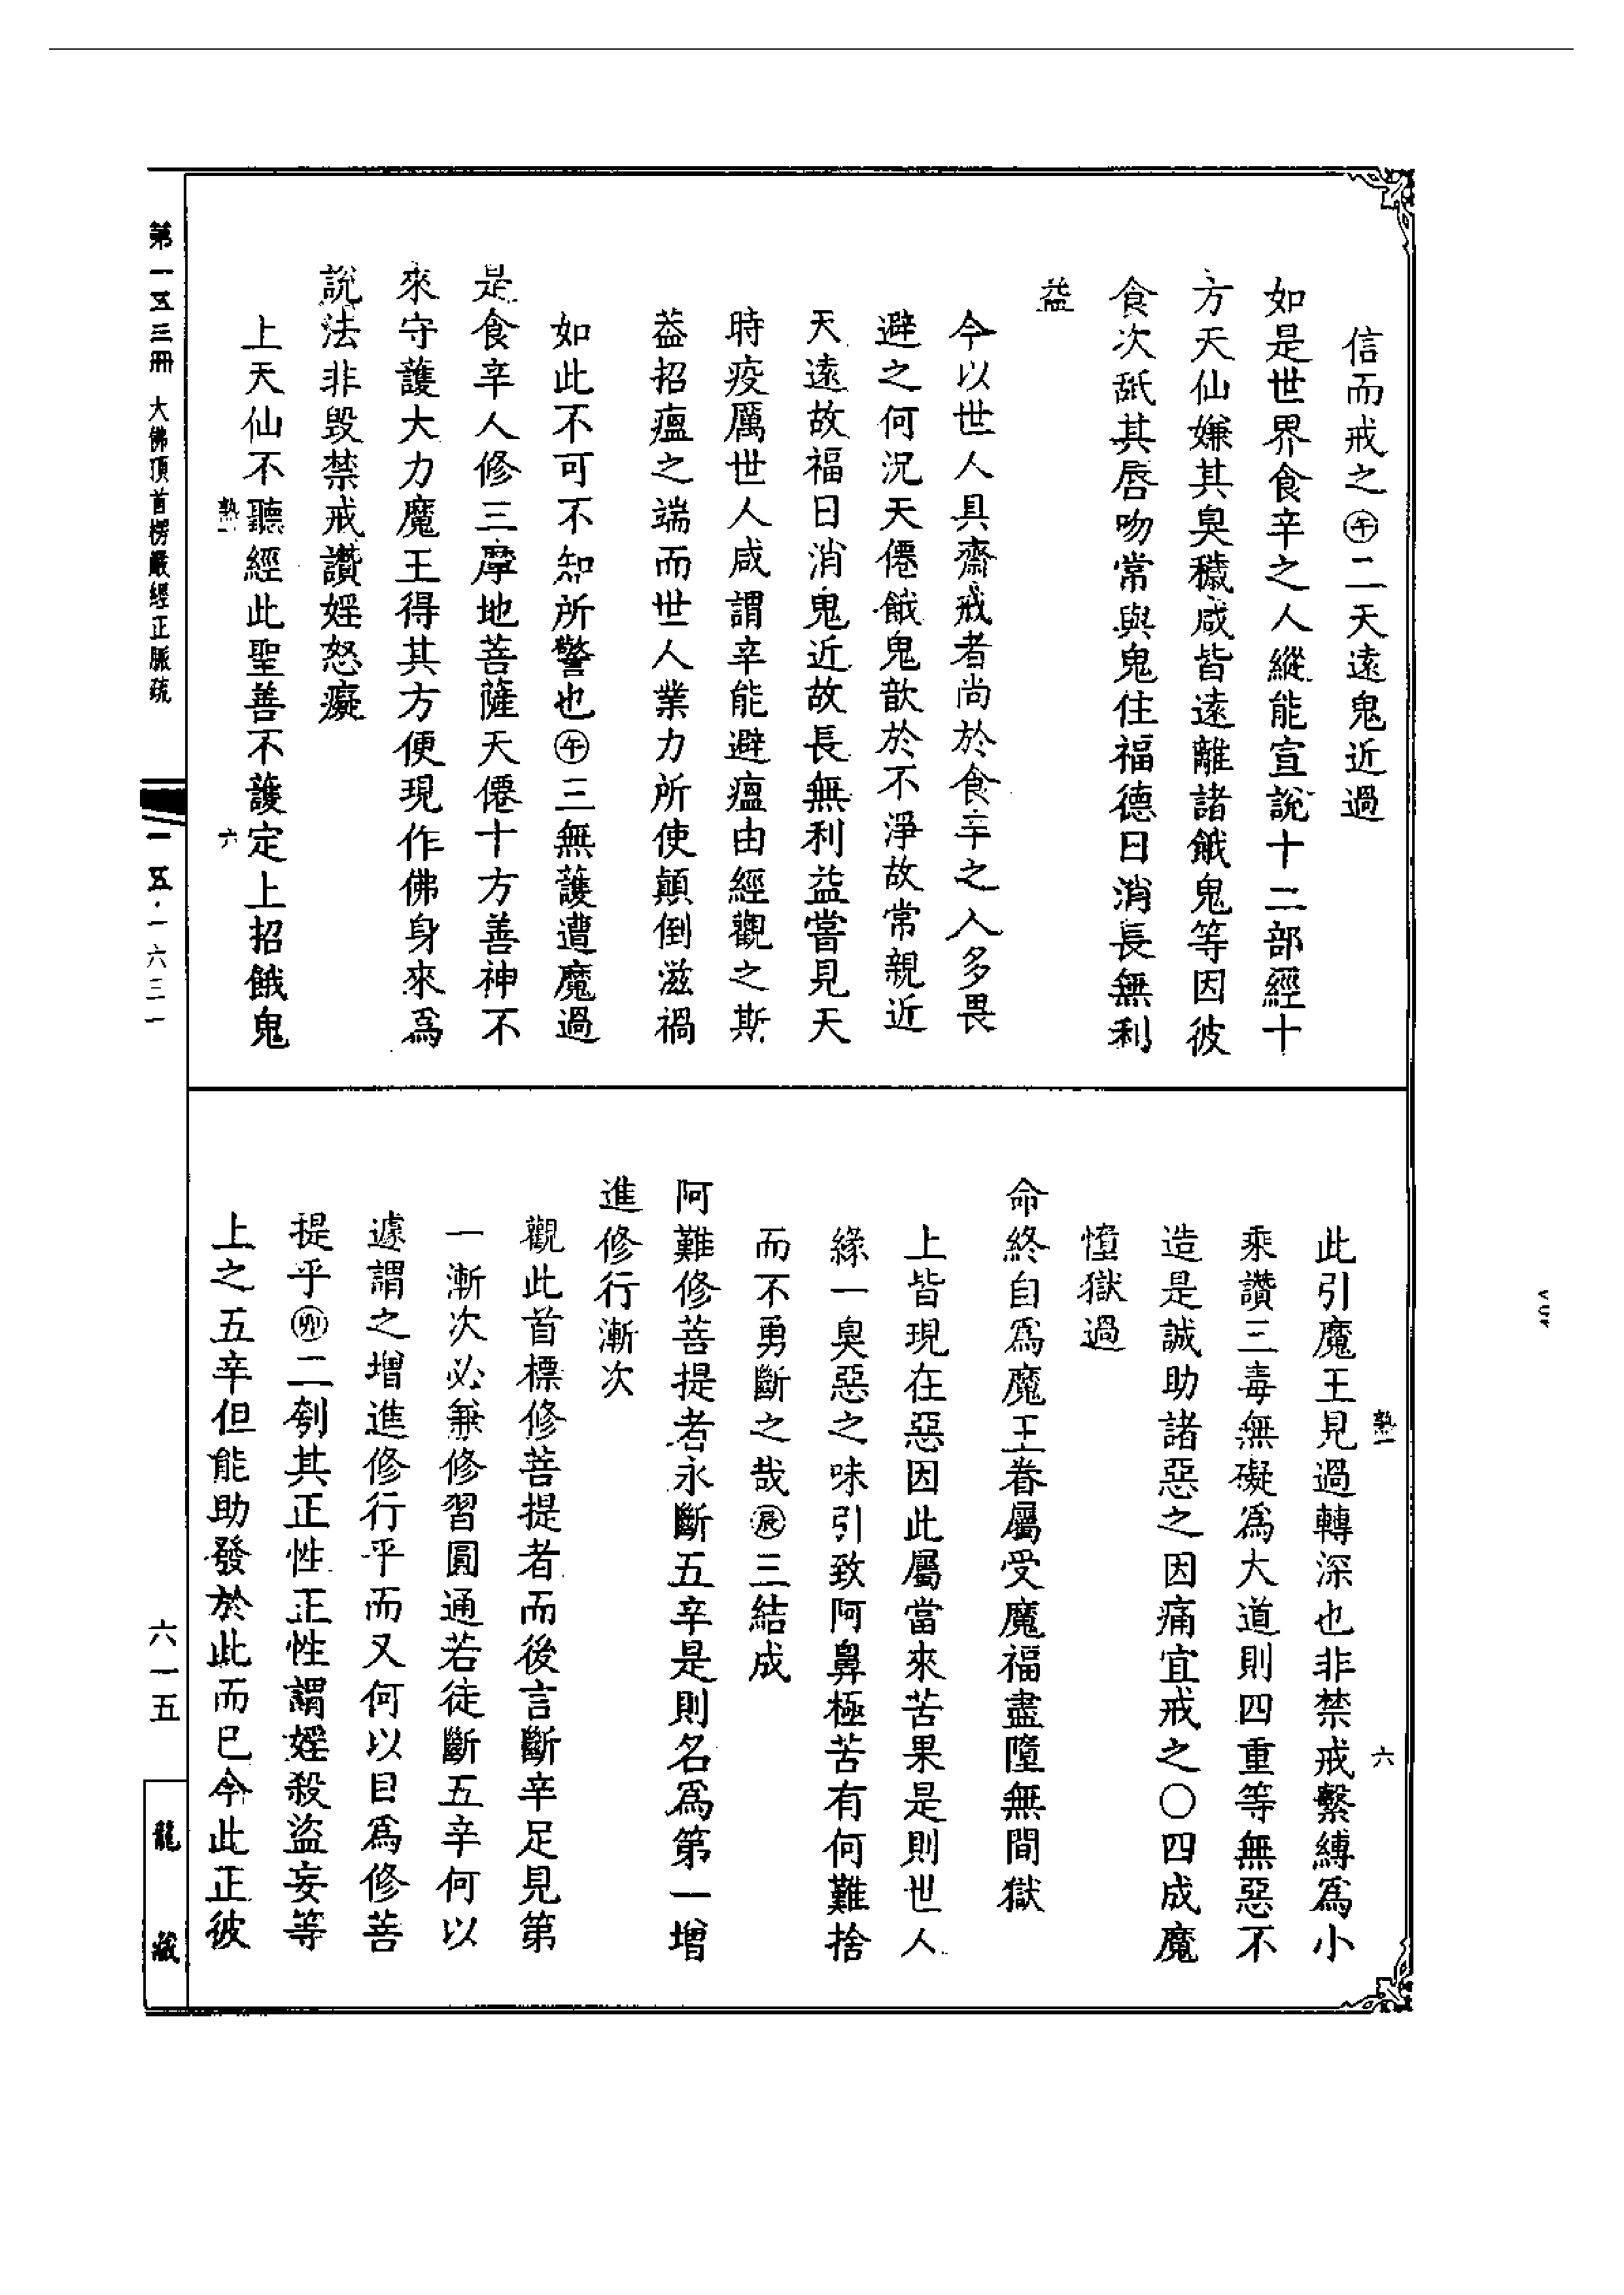 信而戒之㊣二天遠鬼近過
如是世界食辛之人縱能宣說十二部經十
方天仙嫌其臭穢咸皆遠離諸餓鬼等因彼
食次舐其唇吻常與鬼住福德日消長無利
益
今以世人具齋戒者尚於食辛之人多畏
避之何況天僊餓鬼歆於不淨故常親近
天遠故福日消鬼近故長無利益當見天
時疫厲世人咸謂辛能避瘟由經觀之斯
葢招瘟之端而世人業力所使顛倒滋禍
如此不可不知所警也午三無護遭魔過
是食辛人修三摩地菩薩天僊十方善神不
來守護大力魔王得其方便現作佛身來爲
說法非毀禁戒讚婬怒癡
上天仙不聽經此聖善不護定上招餓鬼
熟一 六
此引魔王見過轉深也非禁戒繫縛爲小
乘讚三毒無礙爲大道則四重等無惡不
造是誠助諸惡之因痛宜戒之〇四成魔
憻獄過
命終自爲魔王眷屬受魔福盡墮無間獄
上皆現在惡因此屬當來苦果是則世人
緣一臭惡之味引致阿鼻極苦有何難捨
而不勇斷之哉辰三結成
阿難修菩提者永斷五辛是則名爲第一增
進修行漸次
觀此首標修菩提者而後言斷辛足見第
一漸次必兼修習圓通若徒斷五辛何以
遽謂之增進修行乎而又何以目爲修菩
提乎卯二刳其正性正性謂婬殺盜妄等
上之五辛但能助發於此而已今此正彼
熟一 六
第一五三冊 大佛頂首楞嚴經正脈疏
一五·一六三一
六一五
龍藏